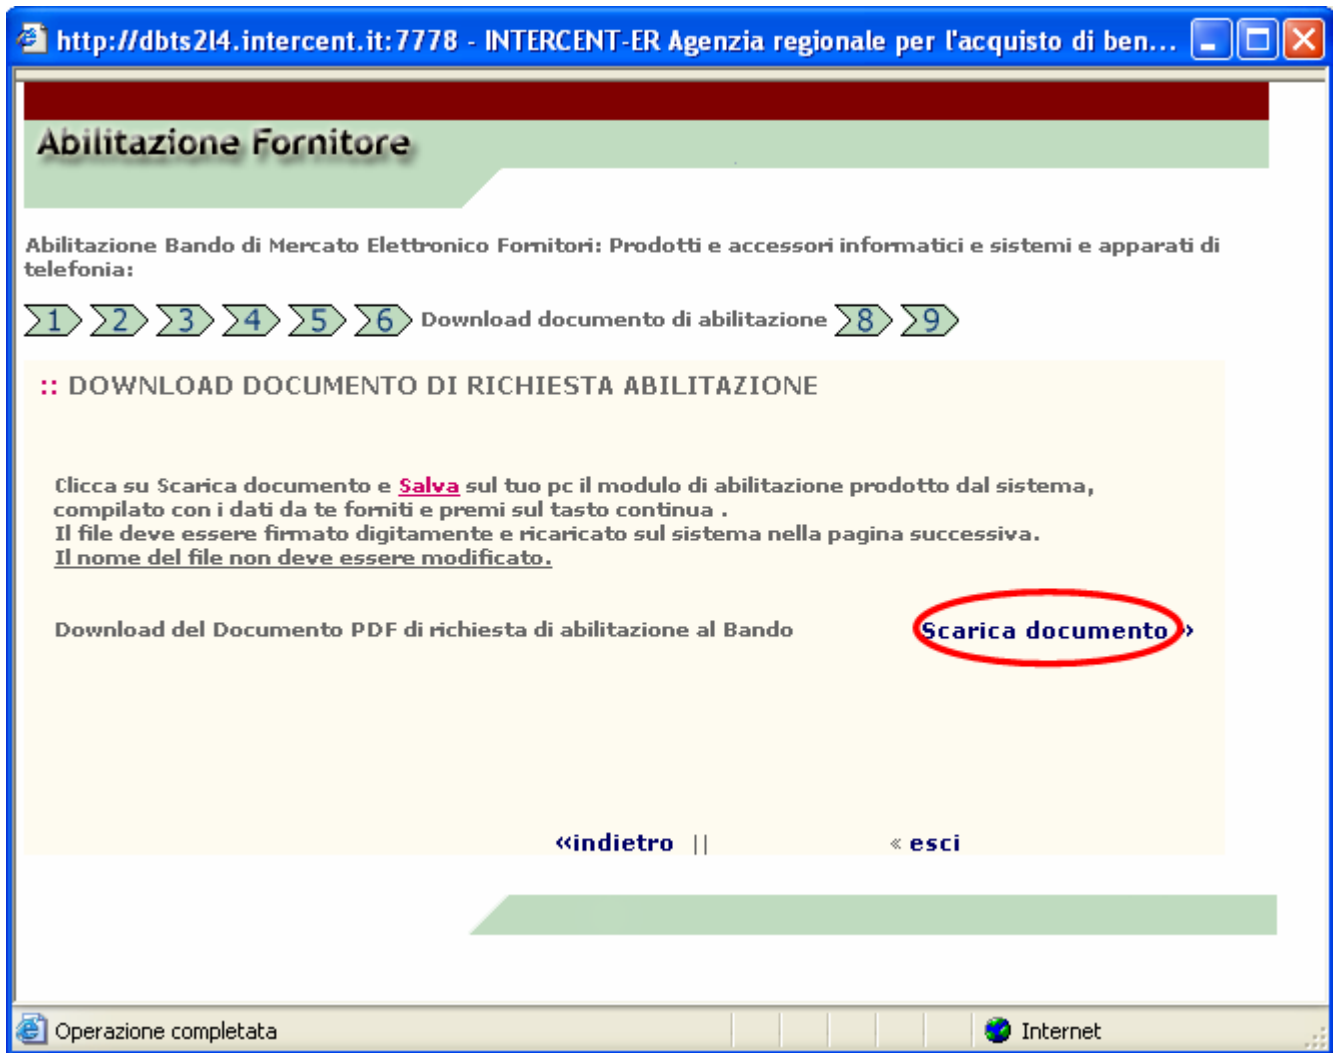 http://dbts2l4.intercent.it:7778 - INTERCENT-ER Agenzia regionale per l'acquisto di ben...
Abilitazione Fornitore
Abilitazione Bando di Mercato Elettronico Fornitori: Prodotti e accessori informatici e sistemi e apparati di
telefonia:
1 2 3 4 5 6 Download documento di abilitazione 8 9
:: DOWNLOAD DOCUMENTO DI RICHIESTA ABILITAZIONE
Clicca su Scarica documento e Salva sul tuo pc il modulo di abilitazione prodotto dal sistema,
compilato con i dati da te forniti e premi sul tasto continua .
Il file deve essere firmato digitamente e ricaricato sul sistema nella pagina successiva.
Il nome del file non deve essere modificato.
Download del Documento PDF di richiesta di abilitazione al Bando Scarica documento »
«indietro || « esci
Operazione completata Internet